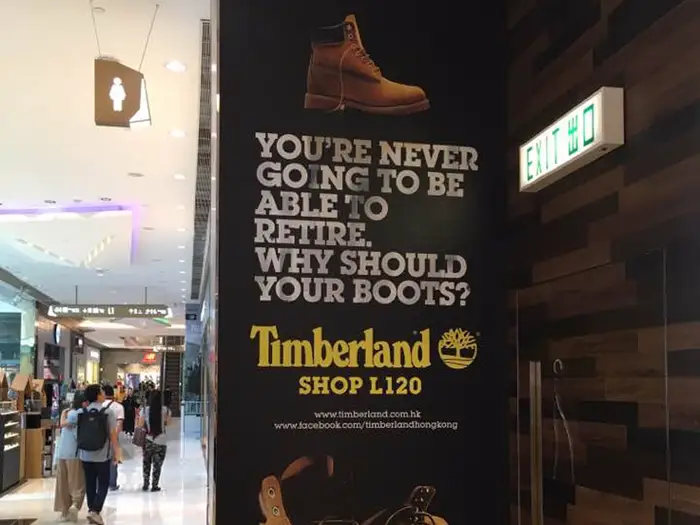 YOU'RE NEVER
GOING TO BE
ABLE TO
RETIRE.
WHY SHOULD
YOUR BOOTS?
Timberland®
SHOP L120
www.timberland.com.hk
www.facebook.com/timberlandhongkong
EXIT 出口